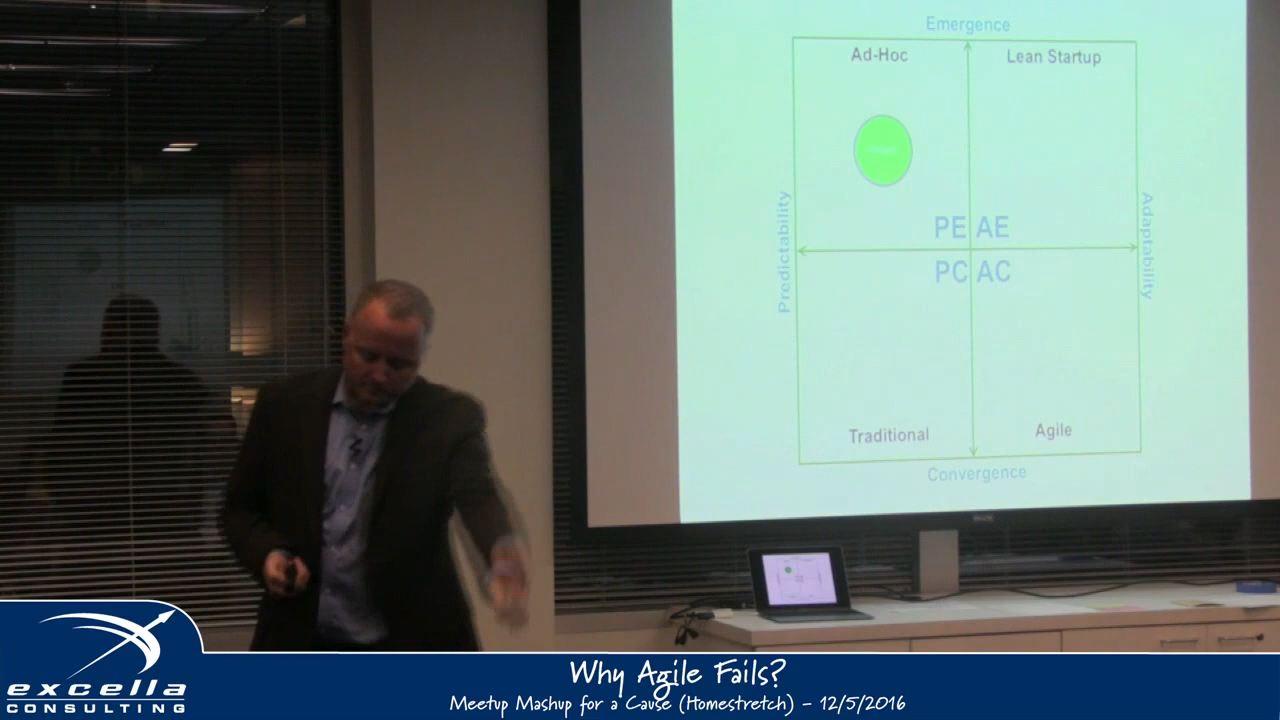 Emergence
Ad-Hoc
Lean Startup
Predictability
Adaptability
PE AE
PC AC
Traditional
Agile
Convergence
excella
CONSULTING
Why Agile Fails?
Meetup Mashup for a Cause (Homestretch) - 12/5/2016